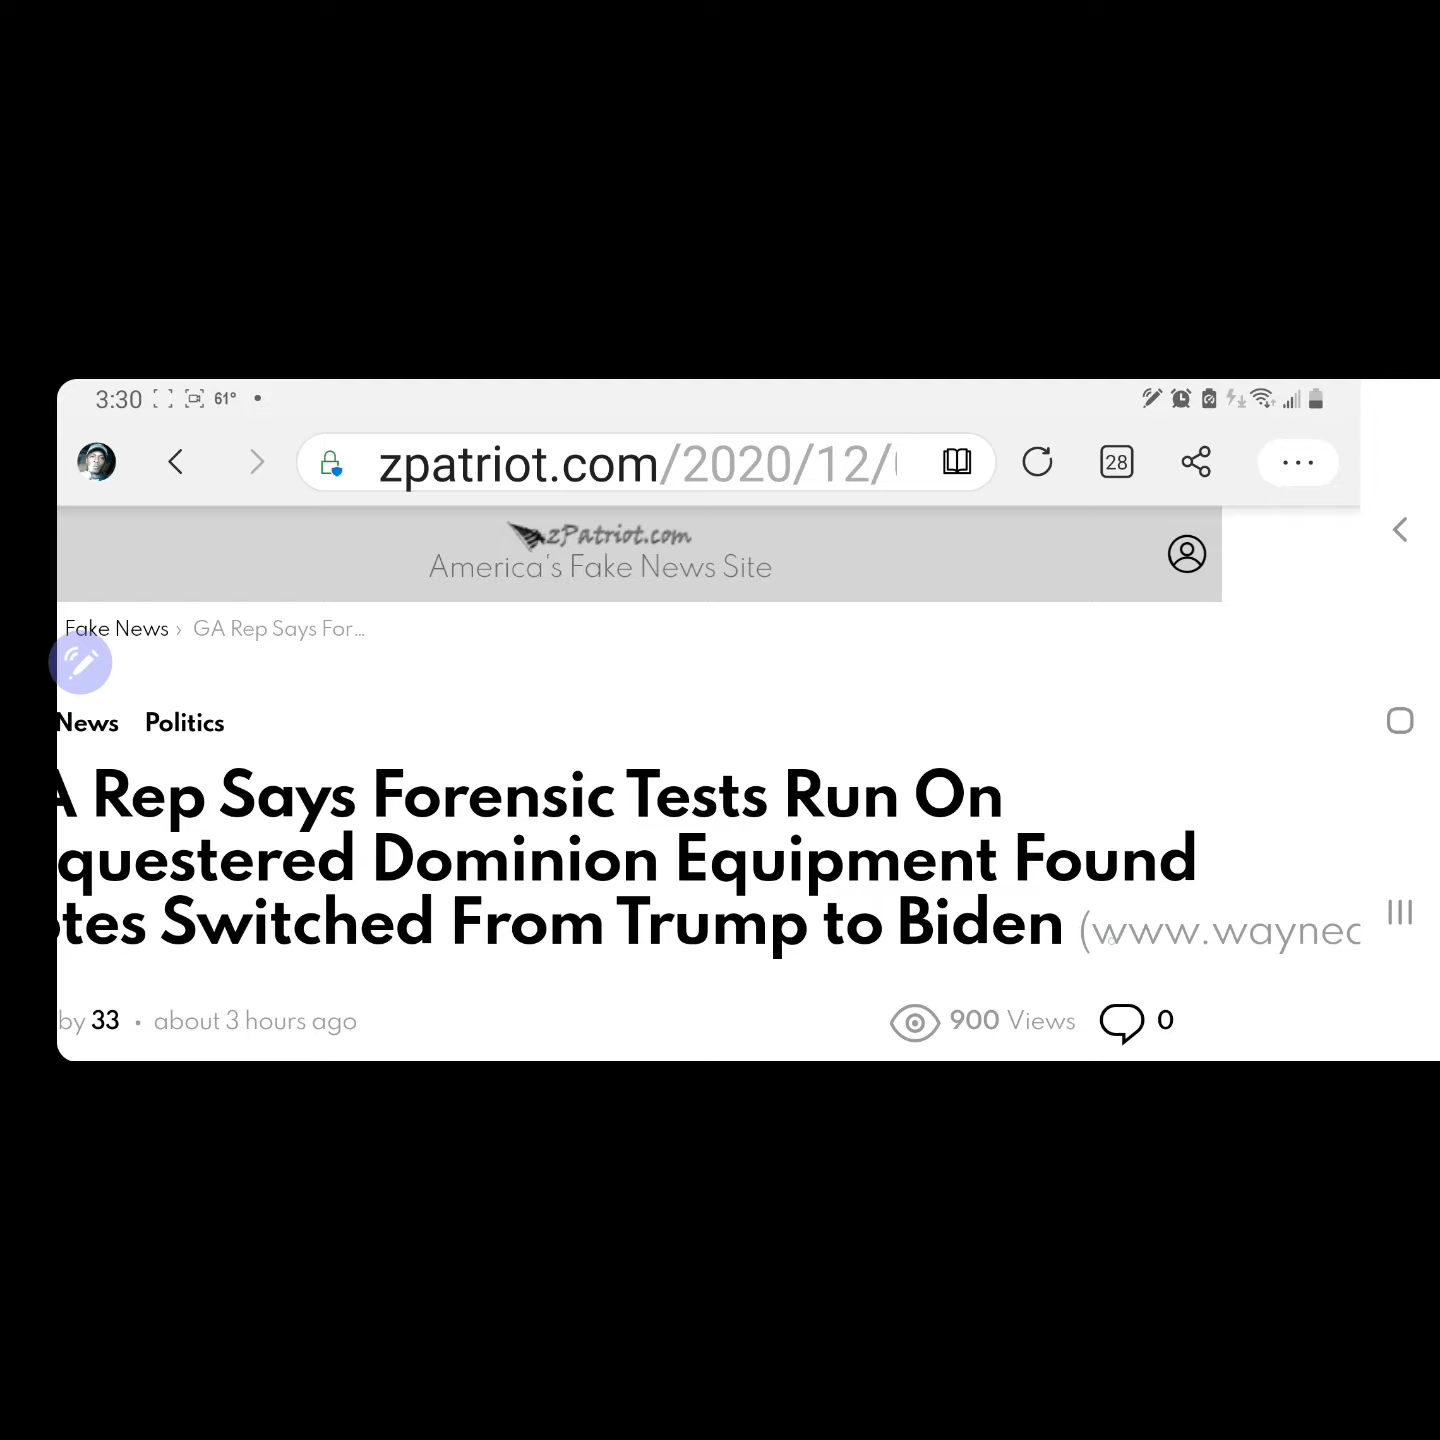 3:30 61°
zpatriot.com/2020/12/
28
zPatriot.com
America's Fake News Site
Fake News › GA Rep Says For...
News Politics
A Rep Says Forensic Tests Run On
questered Dominion Equipment Found
tes Switched From Trump to Biden (www.waynec
by 33 • about 3 hours ago 900 Views 0